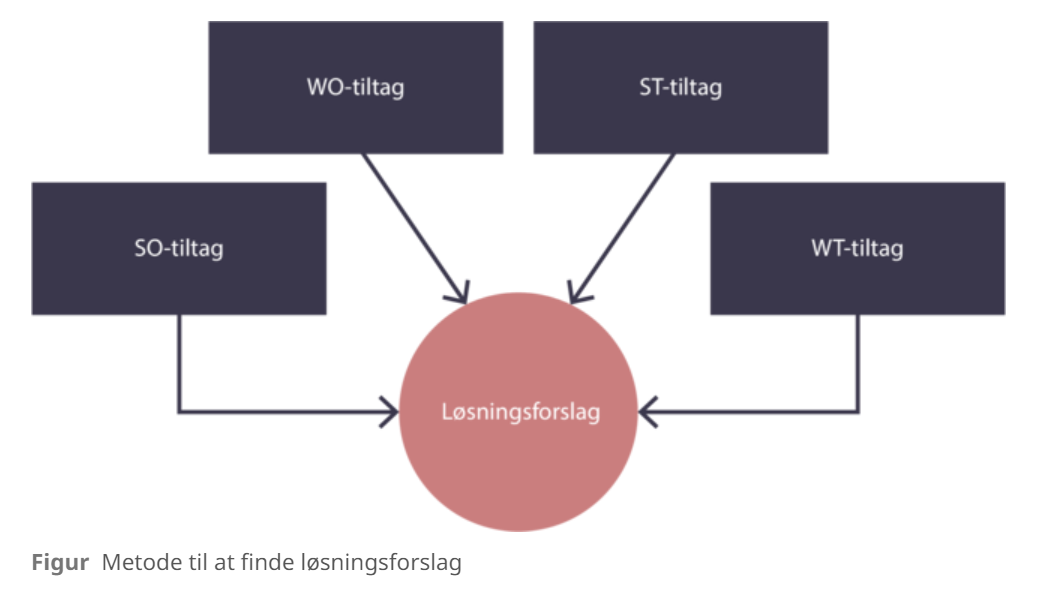 WO-tiltag
ST-tiltag
SO-tiltag
WT-tiltag
Løsningsforslag
Figur Metode til at finde løsningsforslag